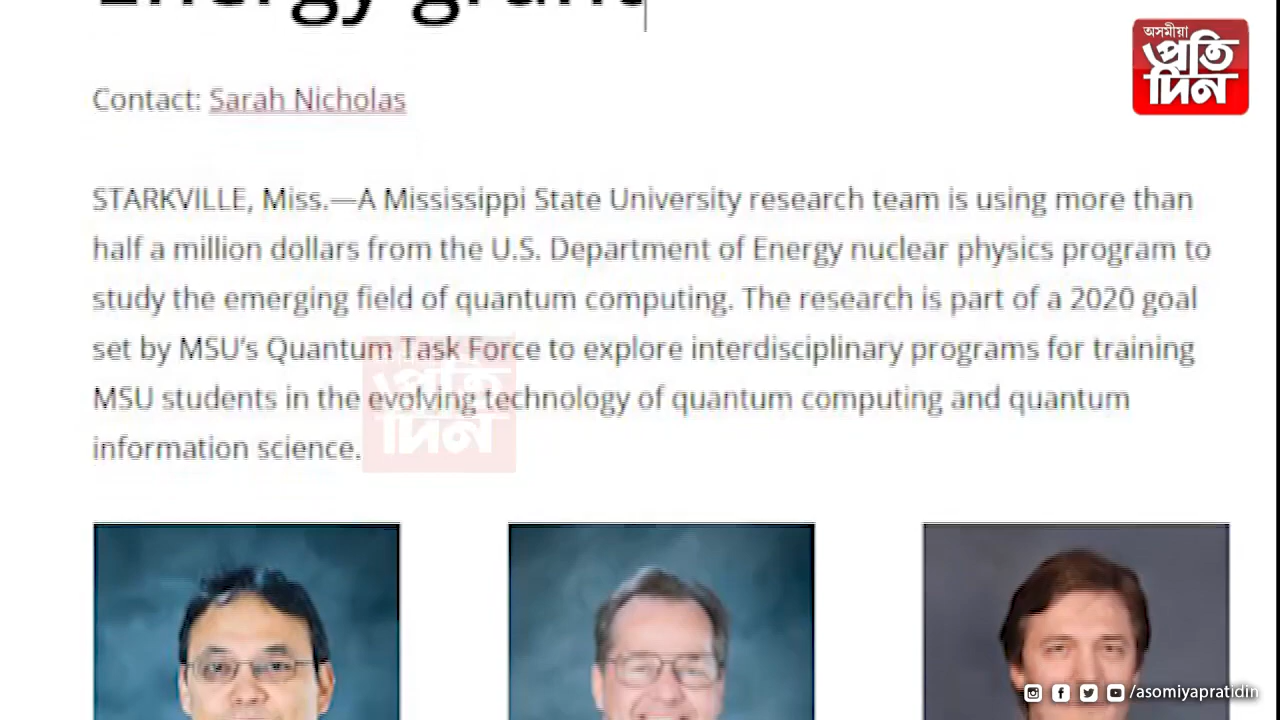 Energy grant
অসমীয়া
প্ৰতি
দিন
Contact: Sarah Nicholas
STARKVILLE, Miss.—A Mississippi State University research team is using more than
half a million dollars from the U.S. Department of Energy nuclear physics program to
study the emerging field of quantum computing. The research is part of a 2020 goal
set by MSU’s Quantum Task Force to explore interdisciplinary programs for training
MSU students in the evolving technology of quantum computing and quantum
information science.
প্ৰতি
দিন
/asomiyapratidin